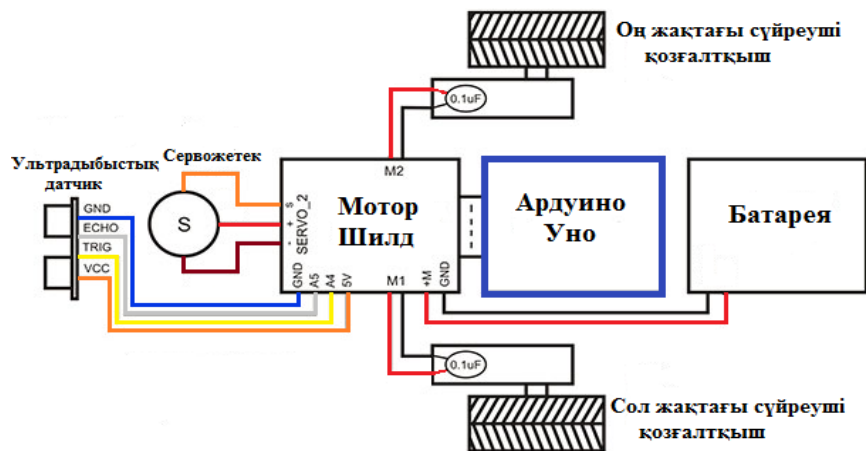 Оң жақтағы сүйреуші
қозғалтқыш
0.1uF
Ультрадыбыстық
датчик
Сервожетек
GND
ECHO
TRIG
VCC
S
s
+
-
SERVO_2
M2
Мотор
Шилд
GND
A5
A4
5V
M1
+M
GND
Ардуино
Уно
Батарея
0.1uF
Сол жақтағы сүйреуші
қозғалтқыш